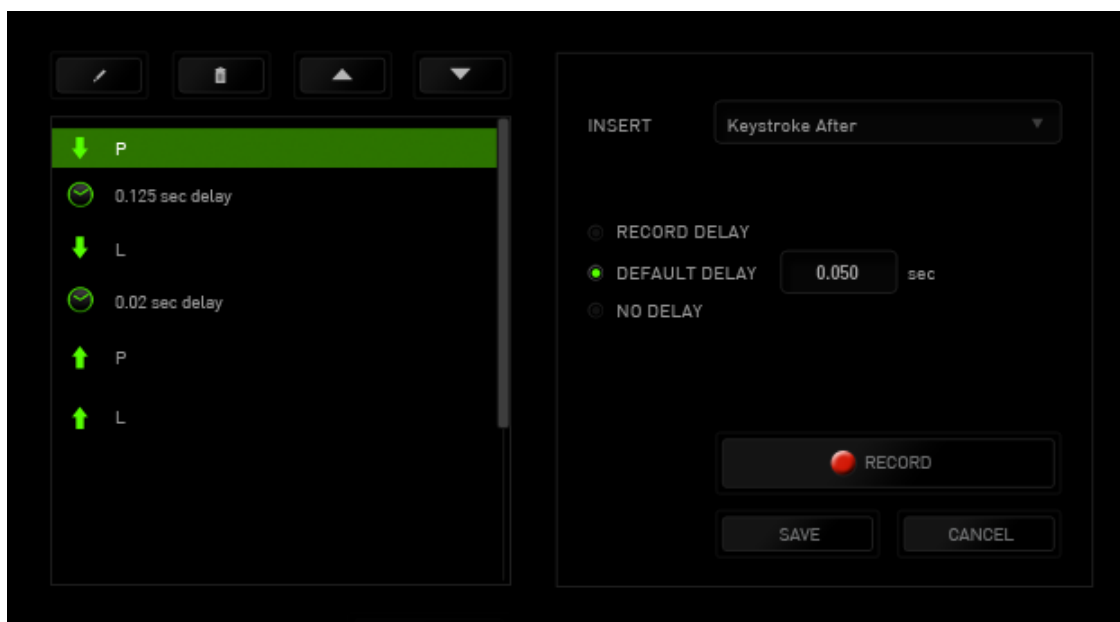 P
0.125 sec delay
L
0.02 sec delay
P
L
INSERT Keystroke After
RECORD DELAY
DEFAULT DELAY 0.050 sec
NO DELAY
RECORD
SAVE CANCEL